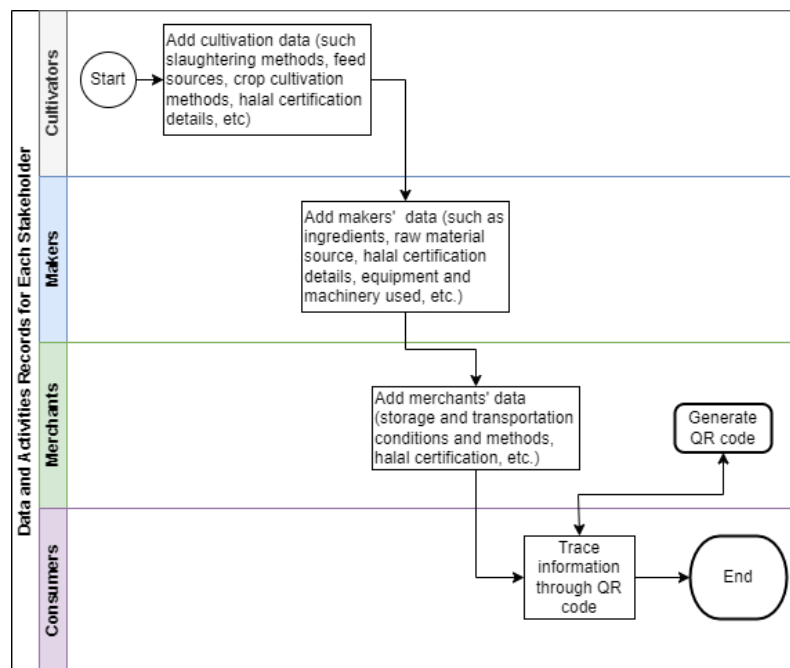 Data and Activities Records for Each Stakeholder
Cultivators
Start
Add cultivation data (such
slaughtering methods, feed
sources, crop cultivation
methods, halal certification
details, etc)
Makers
Add makers'  data (such as
ingredients, raw material
source, halal certification
details, equipment and
machinery used, etc.)
Merchants
Add merchants' data
(storage and transportation
conditions and methods,
halal certification, etc.)
Generate
QR code
Consumers
Trace
information
through QR
code
End